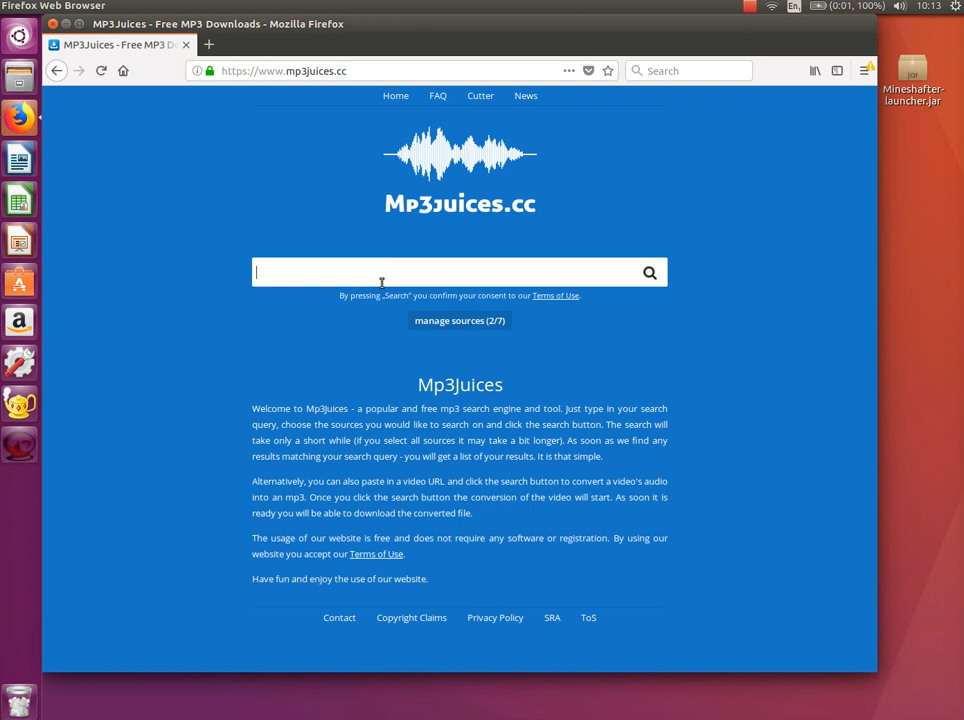 Firefox Web Browser
En
(0:01, 100%)
10:13
MP3Juices - Free MP3 Downloads - Mozilla Firefox
MP3Juices - Free MP3 Do
https://www.mp3juices.cc
Search
jar
Mineshafter-
launcher.jar
Home FAQ Cutter News
Mp3juices.cc
By pressing „Search" you confirm your consent to our Terms of Use.
manage sources (2/7)
Mp3Juices
Welcome to Mp3Juices - a popular and free mp3 search engine and tool. Just type in your search
query, choose the sources you would like to search on and click the search button. The search will
take only a short while (if you select all sources it may take a bit longer). As soon as we find any
results matching your search query - you will get a list of your results. It is that simple.
Alternatively, you can also paste in a video URL and click the search button to convert a video's audio
into an mp3. Once you click the search button the conversion of the video will start. As soon as it is
ready you will be able to download the converted file.
The usage of our website is free and does not require any software or registration. By using our
website you accept our Terms of Use.
Have fun and enjoy the use of our website.
Contact Copyright Claims Privacy Policy SRA ToS